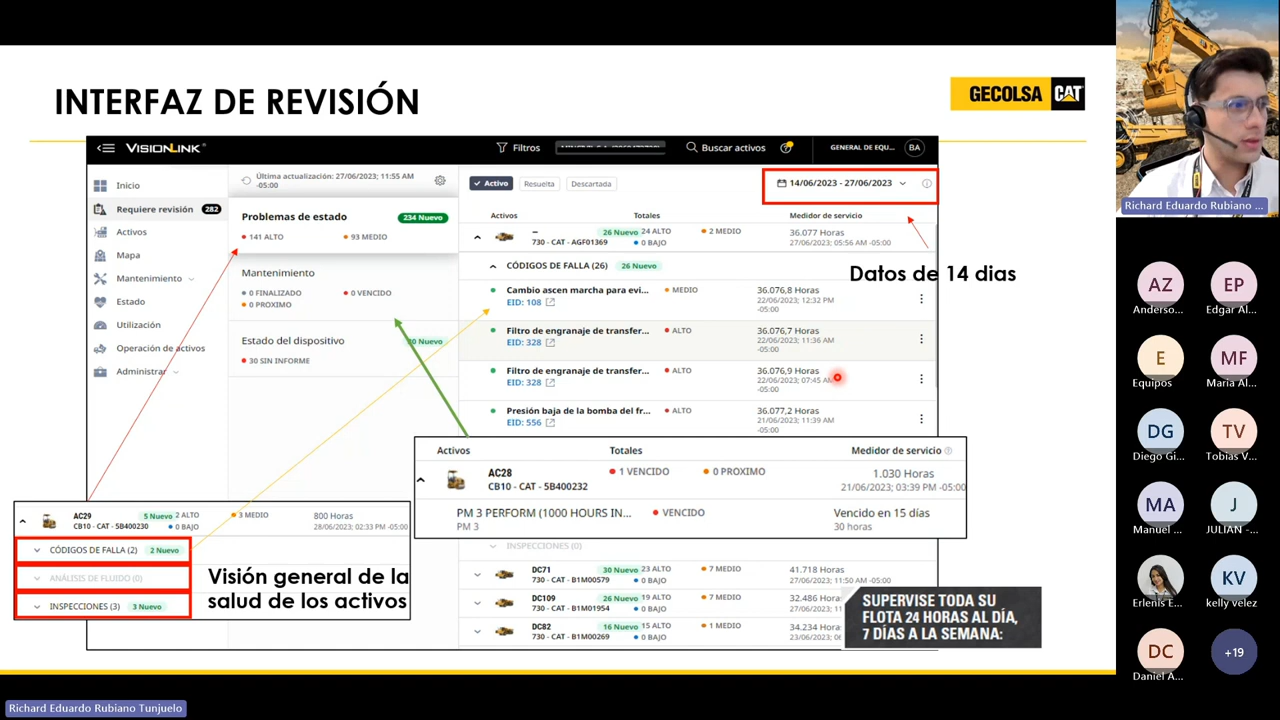 INTERFAZ DE REVISIÓN
GECOLSA CAT
VISIONLINK
Filtros
Buscar activos
GENERAL DE EQU...
BA
Inicio
Requiere revisión 282
Activos
Mapa
Mantenimiento
Estado
Utilización
Operación de activos
Administrar
Última actualización: 27/06/2023; 11:55 AM
-05:00
Problemas de estado 234 Nuevo
141 ALTO 93 MEDIO
Mantenimiento
0 FINALIZADO 0 VENCIDO
0 PROXIMO
Estado del dispositivo
Nuevo
30 SIN INFORME
Activo Resuelta Descartada
14/06/2023 - 27/06/2023
Activos Totales Medidor de servicio
— 26 Nuevo 24 ALTO 2 MEDIO 36.077 Horas
730 - CAT - AGF01369 0 BAJO 27/06/2023; 05:56 AM -05:00
CÓDIGOS DE FALLA (26) 26 Nuevo
Datos de 14 dias
Cambio ascen marcha para evi... MEDIO 36.076,8 Horas
EID: 108 22/06/2023; 12:32 PM
-05:00
Filtro de engranaje de transfer... ALTO 36.076,7 Horas
EID: 328 22/06/2023; 11:36 AM
-05:00
Filtro de engranaje de transfer... ALTO 36.076,9 Horas
EID: 328 22/06/2023; 07:45 AM
-05:00
Presión baja de la bomba del fr... ALTO 36.077,2 Horas
EID: 556 21/06/2023; 11:39 AM
-05:00
Activos Totales Medidor de servicio
AC28 1 VENCIDO 0 PROXIMO 1.030 Horas
CB10 - CAT - 5B400232 21/06/2023; 03:39 PM -05:00
PM 3 PERFORM (1000 HOURS IN... VENCIDO Vencido en 15 días
PM 3 30 horas
INSPECCIONES (0)
DC71 30 Nuevo 23 ALTO 7 MEDIO 41.718 Horas
730 - CAT - B1M00579 0 BAJO 27/06/2023; 11:50 AM -05:00
DC109 26 Nuevo 19 ALTO 7 MEDIO 32.486 Horas
730 - CAT - B1M01954 0 BAJO
DC82 16 Nuevo 15 ALTO 1 MEDIO 34.234 Horas
730 - CAT - B1M00269 0 BAJO
AC29 5 Nuevo 2 ALTO 3 MEDIO 800 Horas
CB10 - CAT - 5B400230 0 BAJO 28/06/2023; 02:33 PM -05:00
CÓDIGOS DE FALLA (2) 2 Nuevo
ANÁLISIS DE FLUIDO (0)
INSPECCIONES (3) 3 Nuevo
Visión general de la
salud de los activos
SUPERVISE TODA SU
FLOTA 24 HORAS AL DÍA,
7 DÍAS A LA SEMANA:
Richard Eduardo Rubiano Tunjuelo
Richard Eduardo Rubiano ...
AZ EP
Anderso... Edgar Al...
E MF
Equipos Maria Al...
DG TV
Diego Gi... Tobias V...
MA J
Manuel ... JULIAN -...
KV
Erlenis E... kelly velez
DC +19
Daniel A...